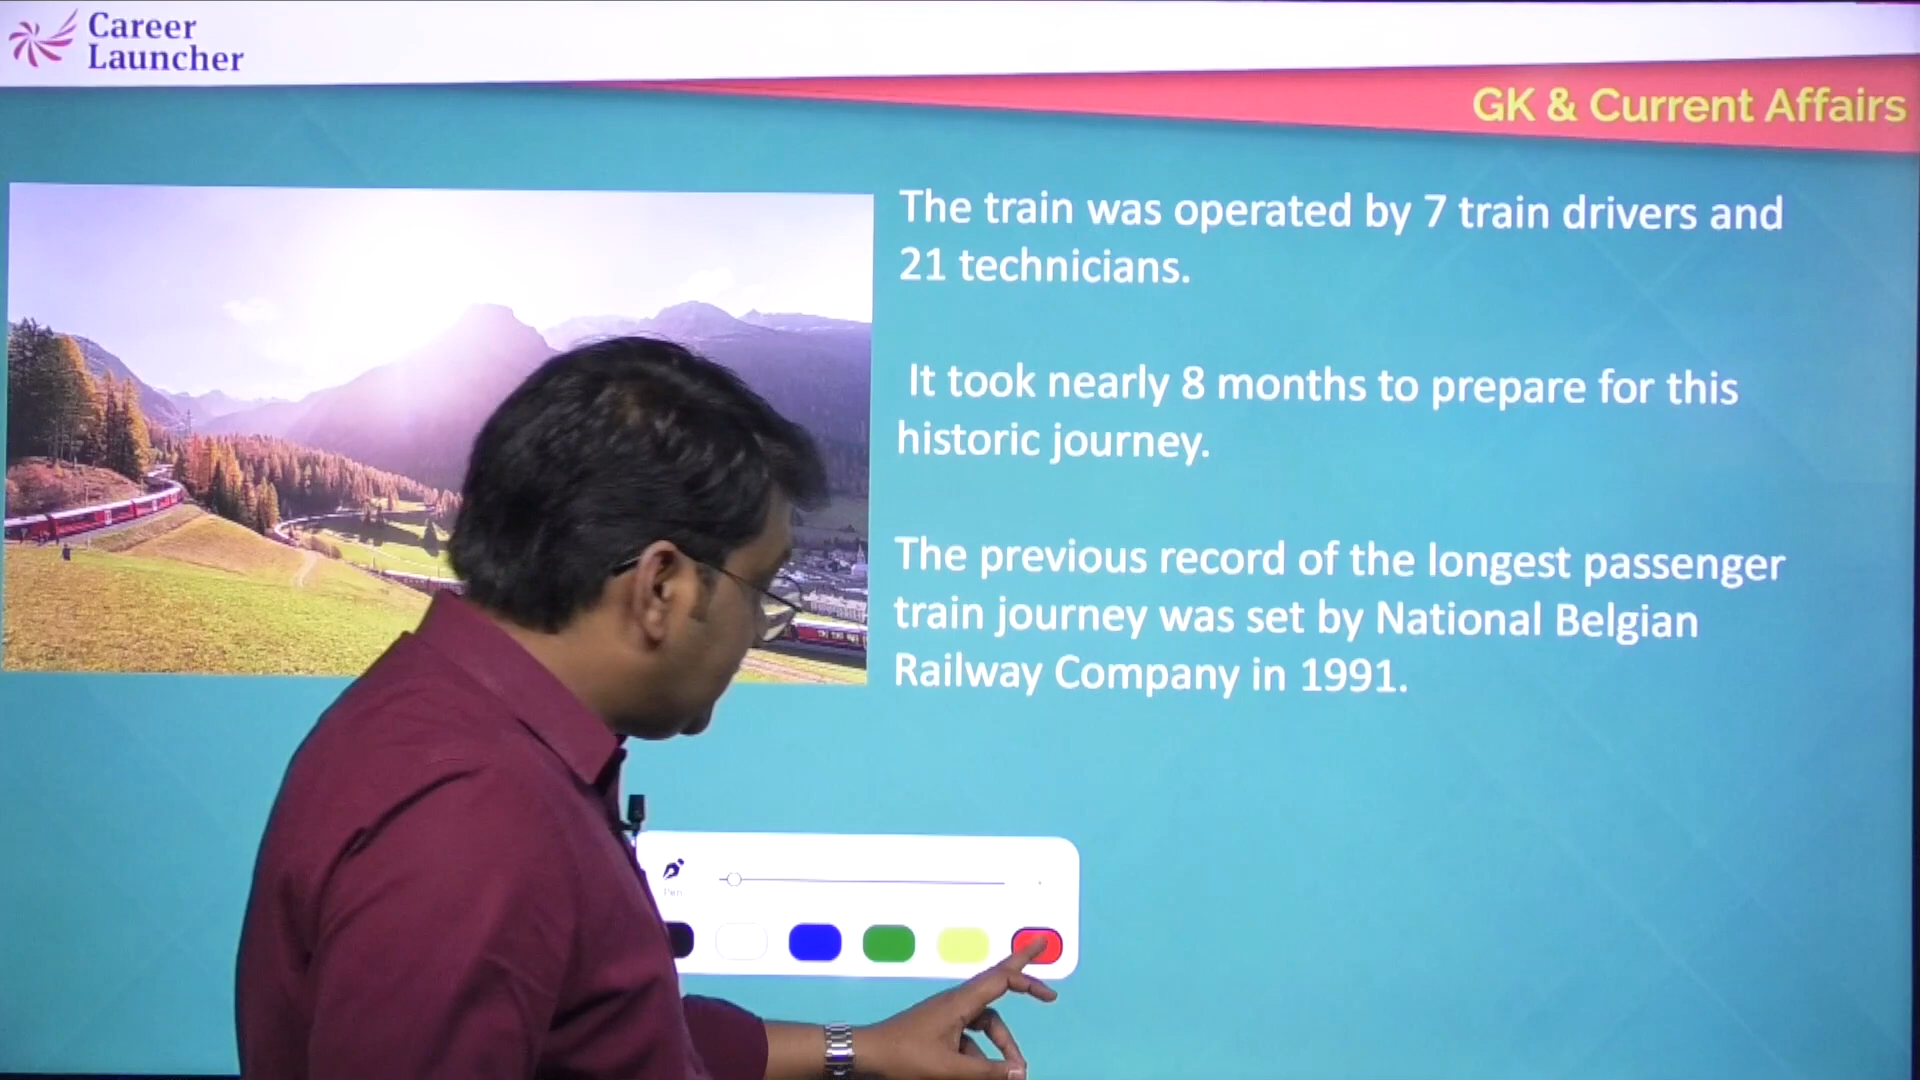 Career
Launcher
GK & Current Affairs
The train was operated by 7 train drivers and
21 technicians.
It took nearly 8 months to prepare for this
historic journey.
The previous record of the longest passenger
train journey was set by National Belgian
Railway Company in 1991.
Pen